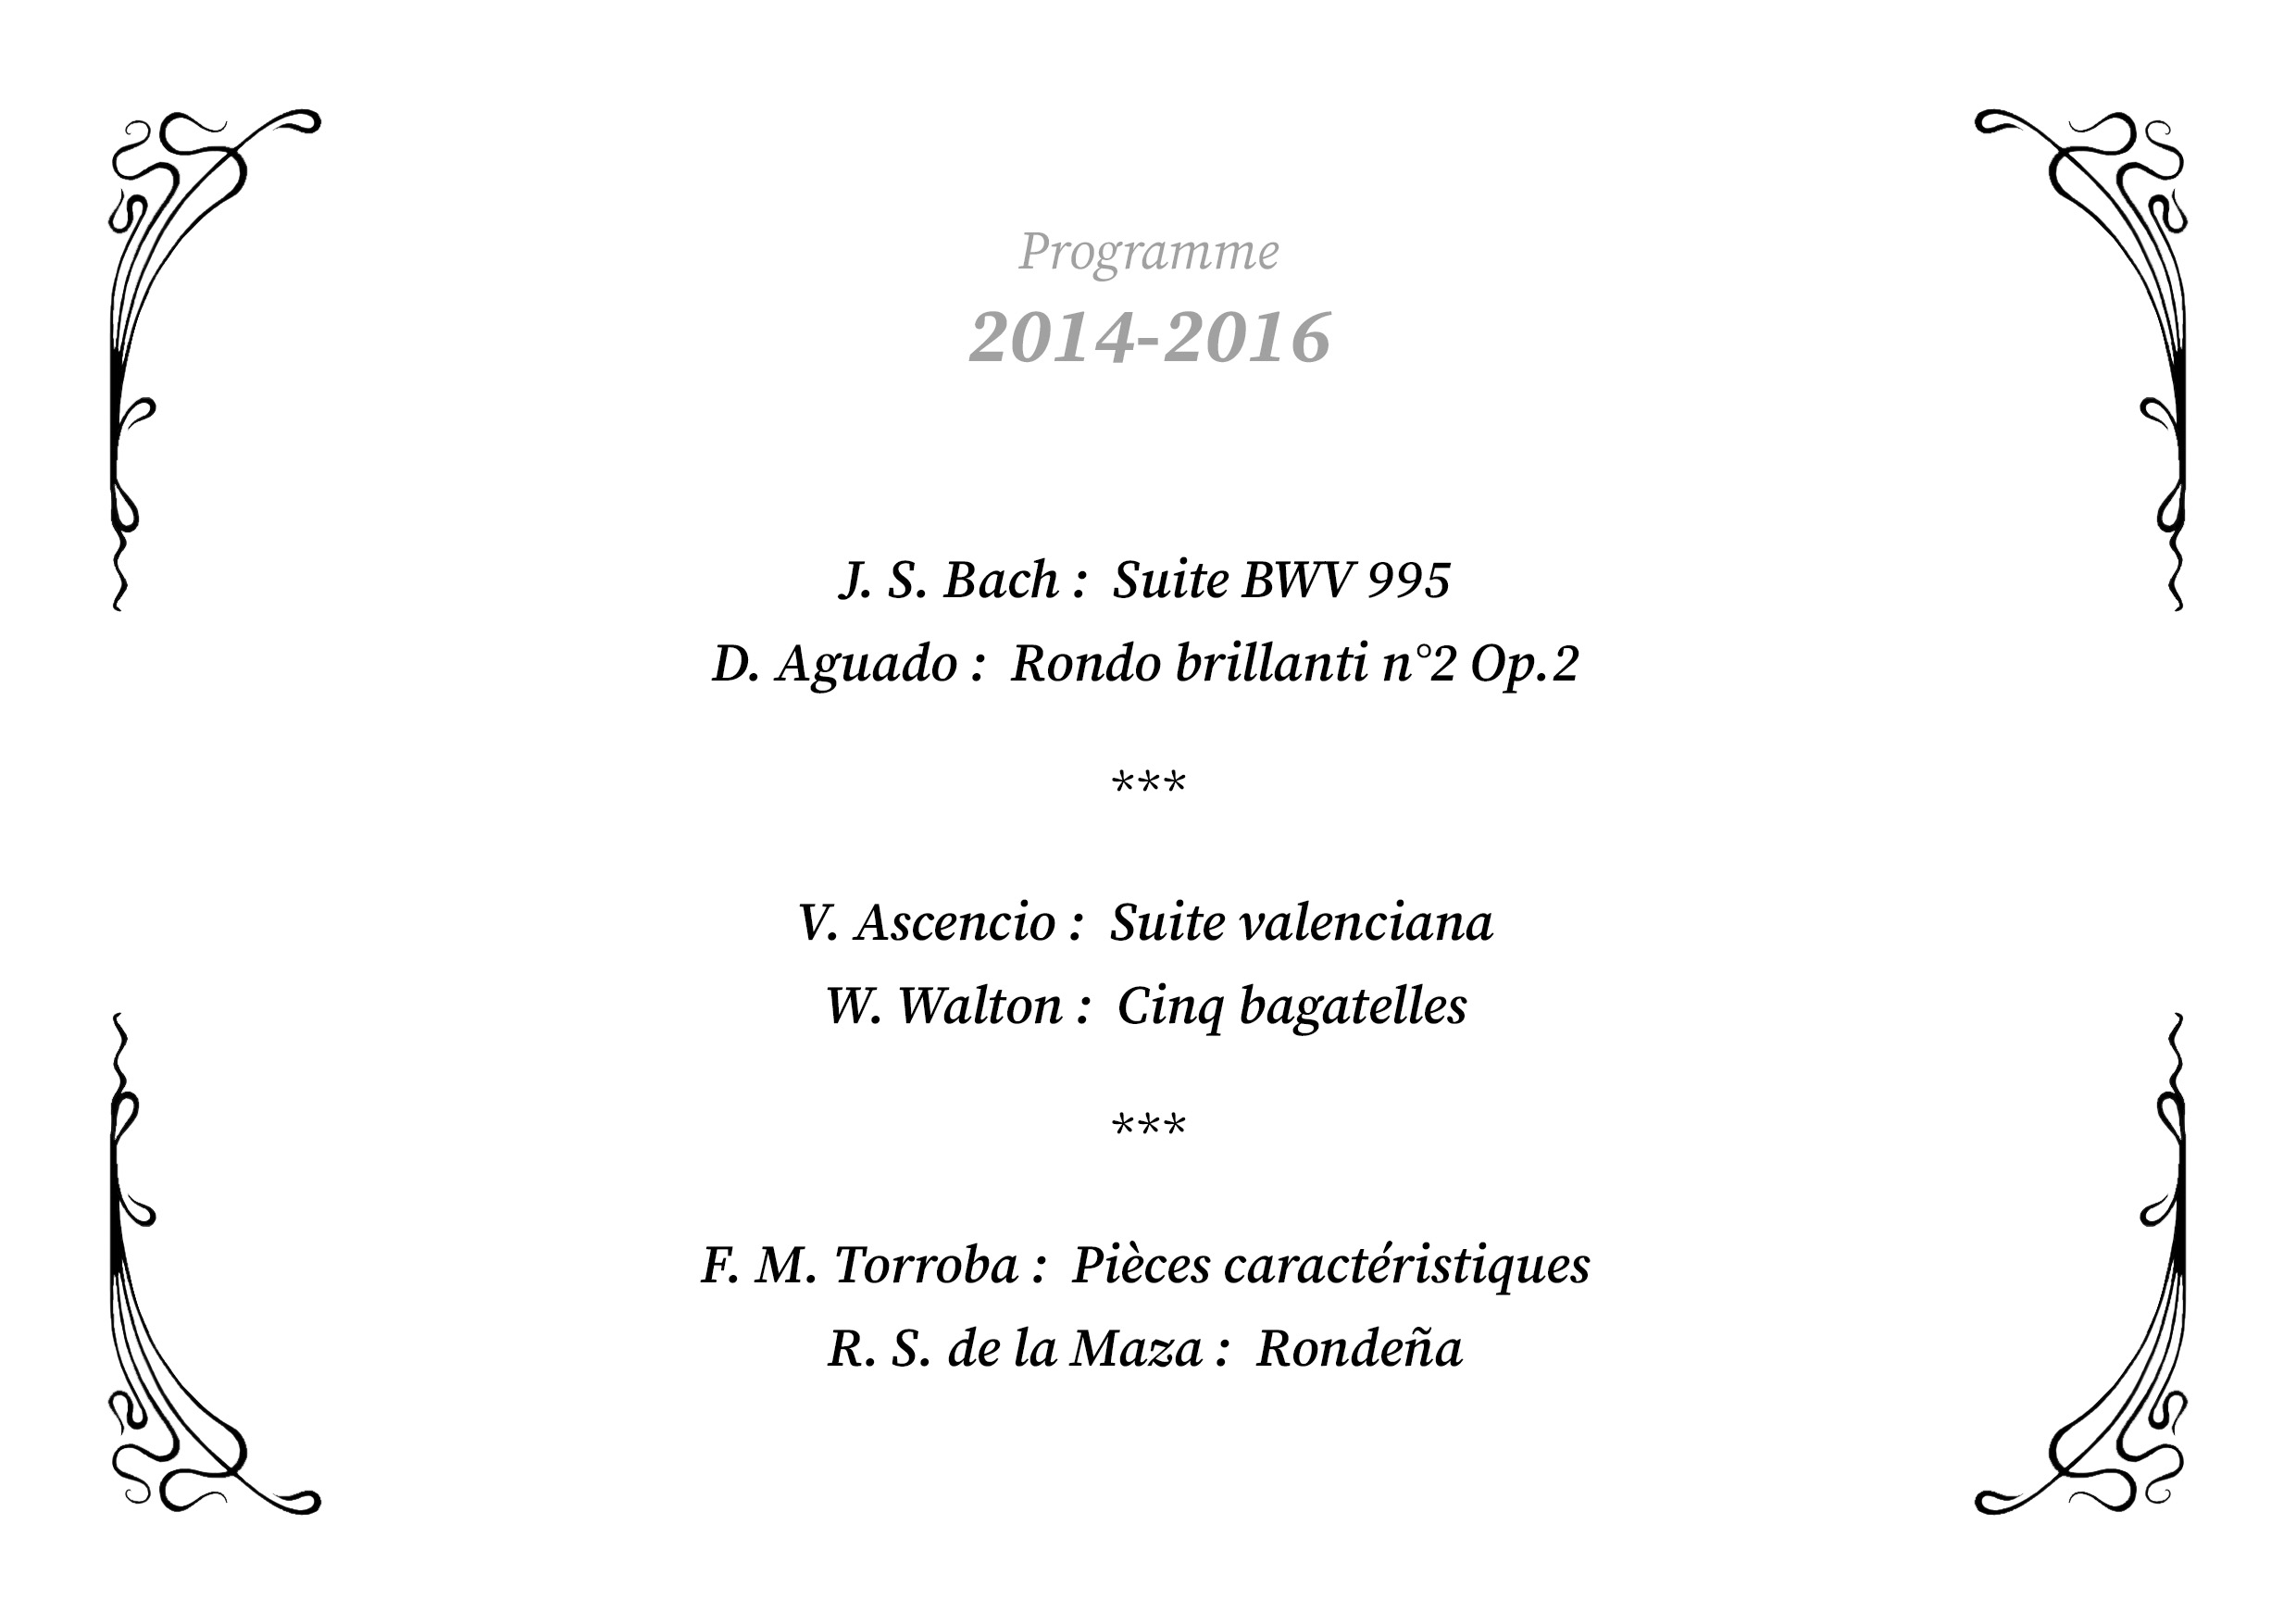 Programme
2014-2016
J. S. Bach : Suite BWV 995
D. Aguado : Rondo brillanti n°2 Op.2
***
V. Ascencio : Suite valenciana
W. Walton : Cinq bagatelles
***
F. M. Torroba : Pièces caractéristiques
R. S. de la Maza : Rondeña